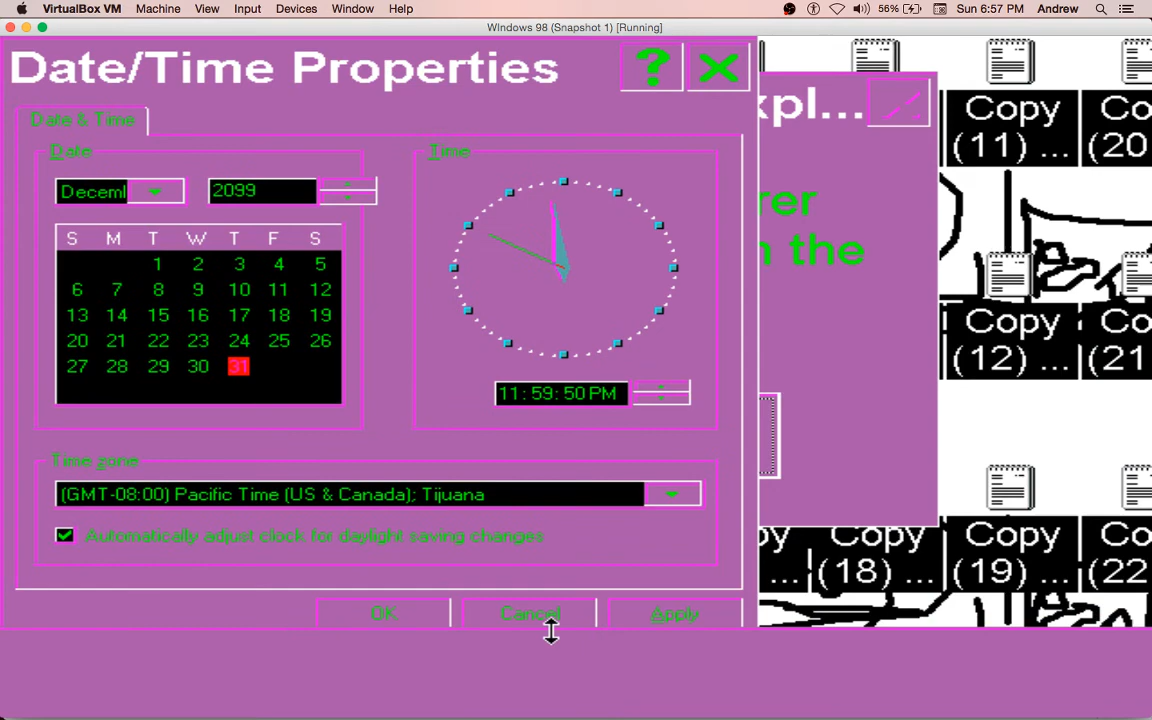 VirtualBox VM Machine View Input Devices Window Help 56% Sun 6:57 PM Andrew
WIndows 98 (Snapshot 1) [Running]
Date/Time Properties
?
Date & Time
Date
Decemb
2099
S M T W T F S
1 2 3 4 5
6 7 8 9 10 11 12
13 14 15 16 17 18 19
20 21 22 23 24 25 26
27 28 29 30 31
Time
11:59:50 PM
Time zone
(GMT-08:00) Pacific Time (US & Canada); Tijuana
Automatically adjust clock for daylight saving changes
OK Cancel Apply
xpl...
rer
the
Copy
(11) ...
Co
(20
Copy
(12) ...
Co
(21
py
...
Copy
(18) ...
Copy
(19) ...
Co
(22